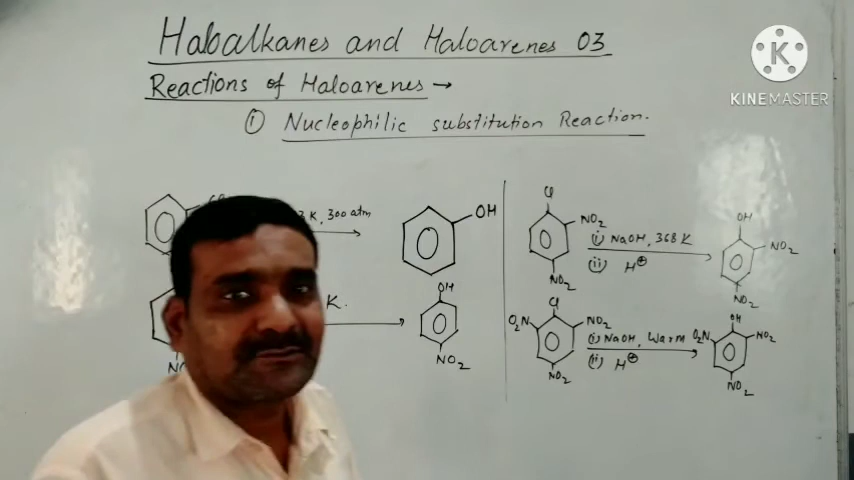 Haloalkanes and Haloarenes 03
Reactions of Haloarenes →
(i) Nucleophilic substitution Reaction.
K, 300 atm
OH
K.
OH
NO2
Cl
NO2
NO2
(i) NaOH, 368 K
(ii) H⊕
OH
NO2
NO2
Cl
O2N
NO2
NO2
(i) NaOH, Warm
(ii) H⊕
OH
O2N
NO2
NO2
K
KINEMASTER